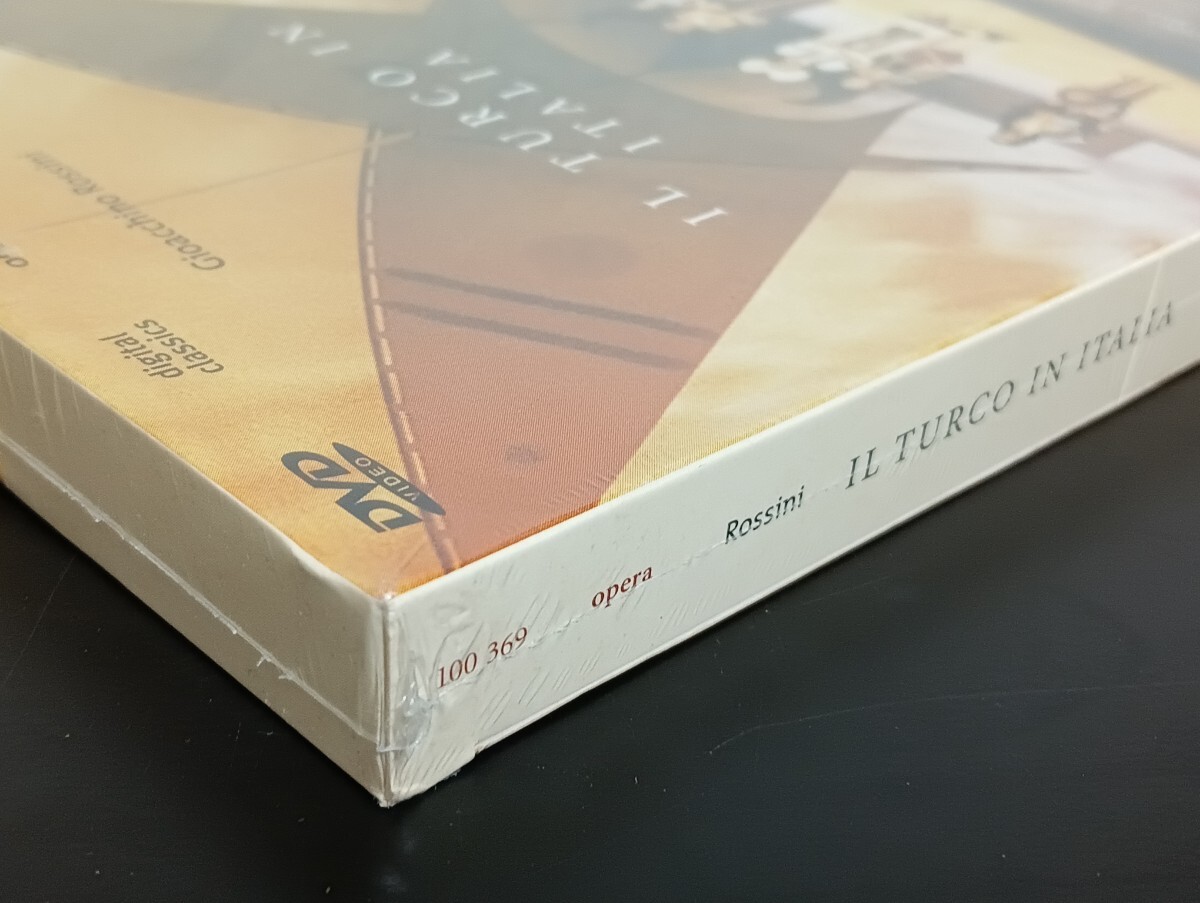 IL TURCO IN
ITALIA
Gioacchino Rossini
digital
classics
DVD
VIDEO
100 369 opera Rossini IL TURCO IN ITALIA